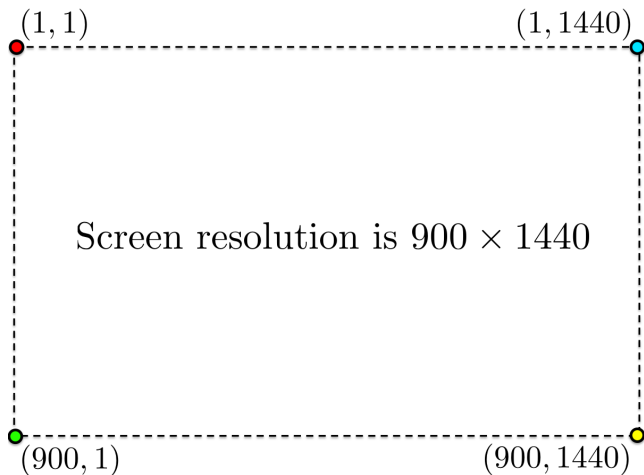 (1, 1) (1, 1440)
Screen resolution is 900 × 1440
(900, 1) (900, 1440)